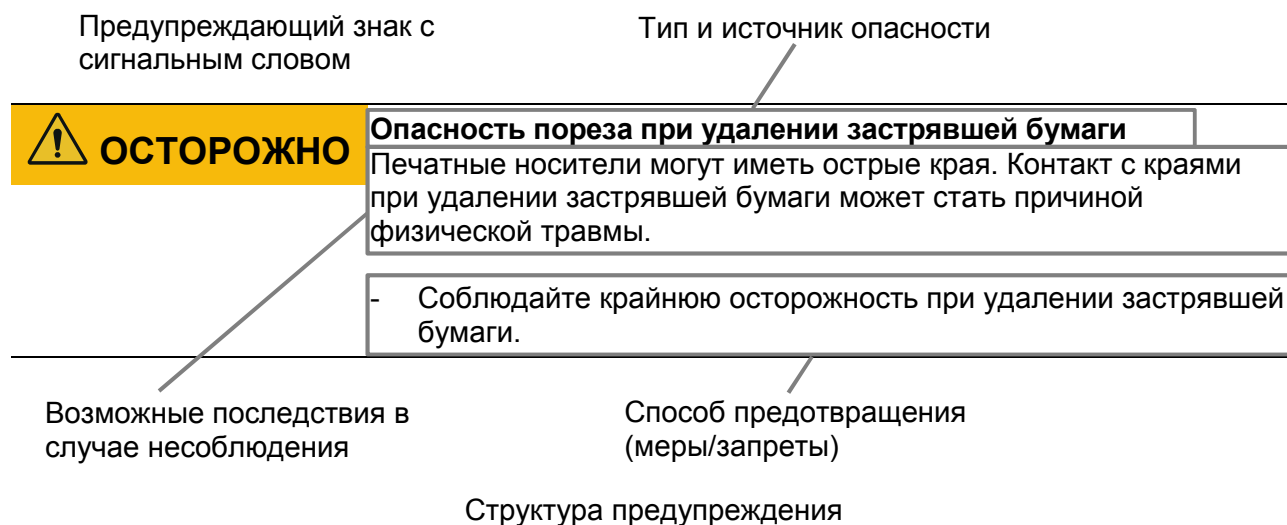 Предупреждающий знак с
сигнальным словом
Тип и источник опасности
ОСТОРОЖНО
Опасность пореза при удалении застрявшей бумаги
Печатные носители могут иметь острые края. Контакт с краями
при удалении застрявшей бумаги может стать причиной
физической травмы.
- Соблюдайте крайнюю осторожность при удалении застрявшей
бумаги.
Возможные последствия в
случае несоблюдения
Способ предотвращения
(меры/запреты)
Структура предупреждения